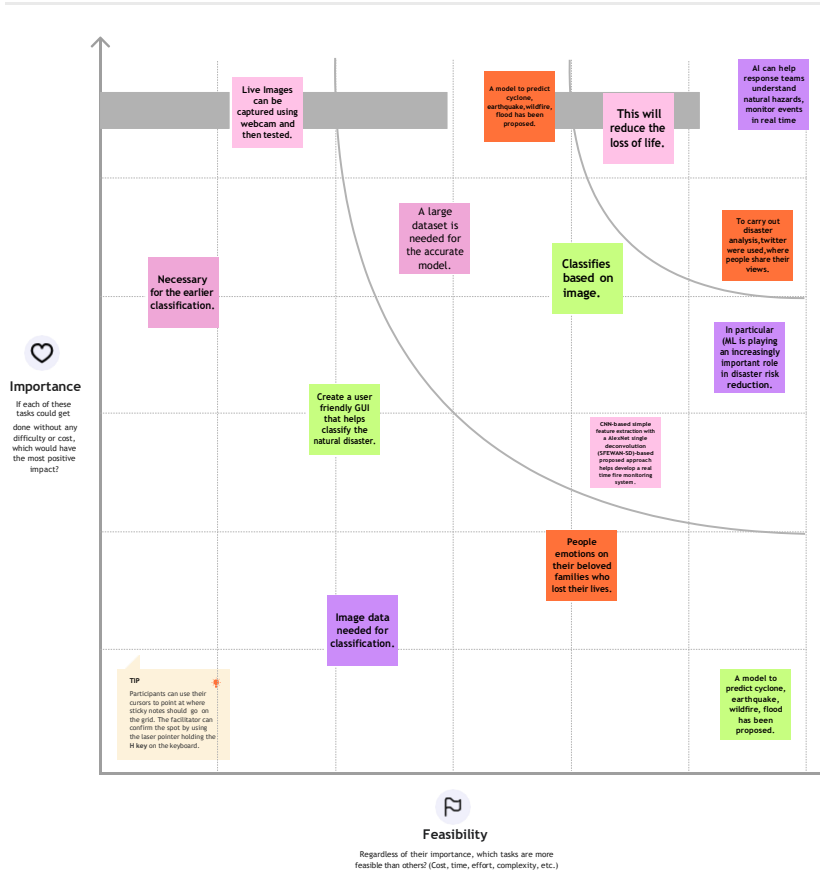 Live Images
can be
captured using
webcam and
then tested.
A model to predict
cyclone,
earthquake,wildfire,
flood has been
proposed.
This will
reduce the
loss of life.
AI can help
response teams
understand
natural hazards,
monitor events
in real time
A large
dataset is
needed for
the accurate
model.
To carry out
disaster
analysis,twitter
were used,where
people share their
views.
Necessary
for the earlier
classification.
Classifies
based on
image.
In particular
(ML is playing
an increasingly
important role
in disaster risk
reduction.
Importance
If each of these
tasks could get
done without any
difficulty or cost,
which would have
the most positive
impact?
Create a user
friendly GUI
that helps
classify the
natural disaster.
CNN-based simple
feature extraction with
a AlexNet single
deconvolution
(SFEWAN-SD)-based
proposed approach
helps develop a real
time fire monitoring
system.
People
emotions on
their beloved
families who
lost their lives.
Image data
needed for
classification.
TIP
Participants can use their
cursors to point at where
sticky notes should go on
the grid. The facilitator can
confirm the spot by using
the laser pointer holding the
H key on the keyboard.
A model to
predict cyclone,
earthquake,
wildfire, flood
has been
proposed.
Feasibility
Regardless of their importance, which tasks are more
feasible than others? (Cost, time, effort, complexity, etc.)